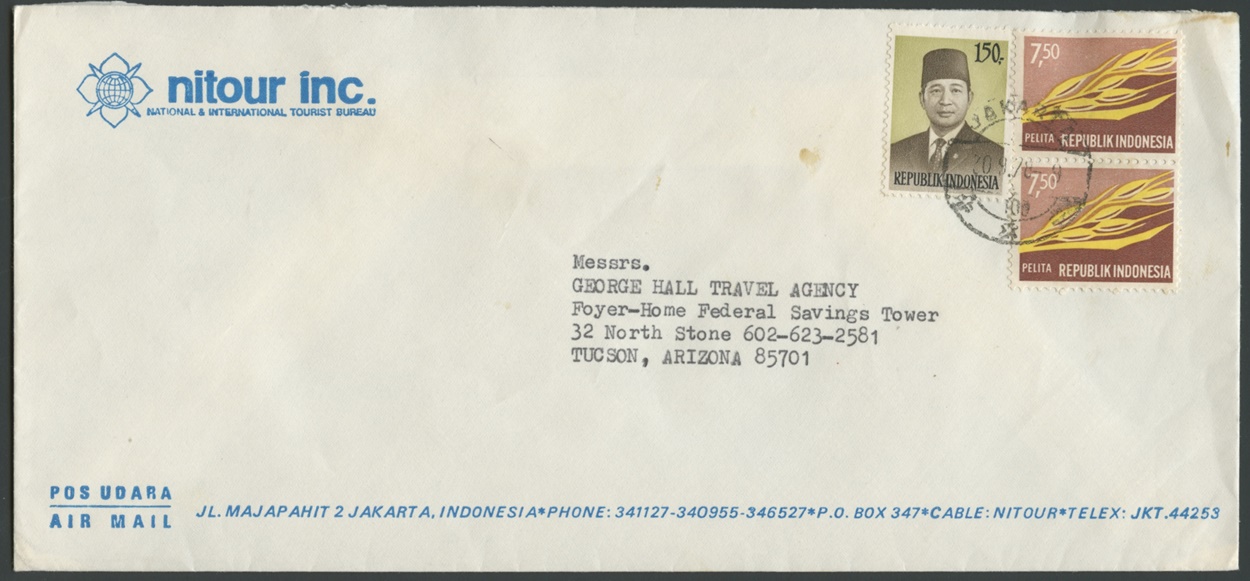 nitour inc.
NATIONAL & INTERNATIONAL TOURIST BUREAU
150,-
REPUBLIK INDONESIA
7,50
PELITA REPUBLIK INDONESIA
7,50
PELITA REPUBLIK INDONESIA
JAKARTA
Messrs.
GEORGE HALL TRAVEL AGENCY
Foyer-Home Federal Savings Tower
32 North Stone 602-623-2581
TUCSON, ARIZONA 85701
POS UDARA
AIR MAIL
JL. MAJAPAHIT 2 JAKARTA, INDONESIA*PHONE: 341127-340955-346527*P.O. BOX 347*CABLE: NITOUR*TELEX: JKT.44253